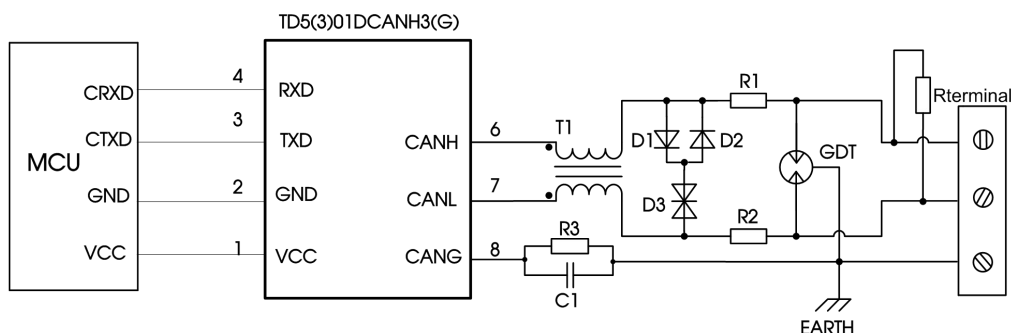 TD5(3)01DCANH3(G)
MCU
CRXD
CTXD
GND
VCC
4
3
2
1
RXD
TXD
GND
VCC
CANH
CANL
CANG
6
7
8
T1
D1
D2
D3
R1
R2
R3
C1
GDT
Rterminal
EARTH